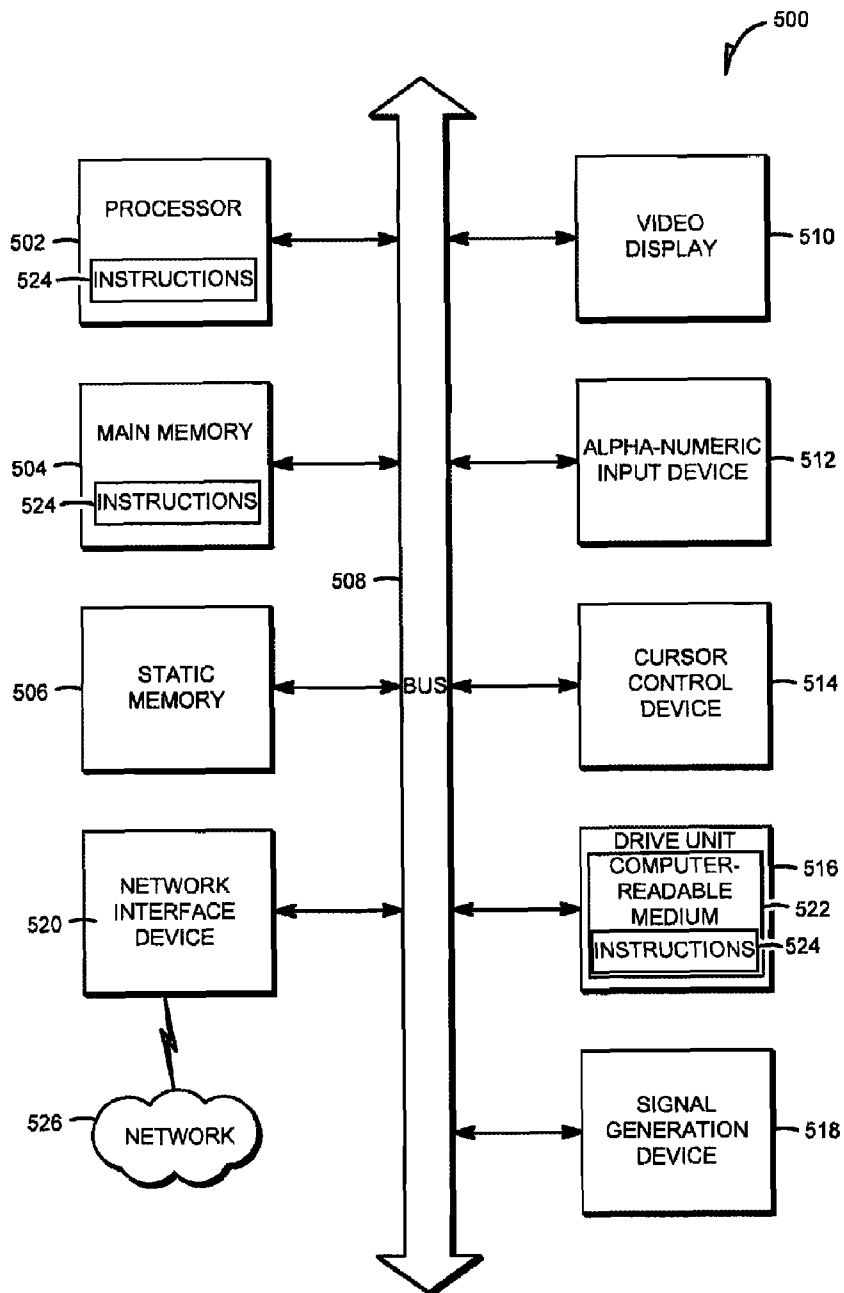 500
PROCESSOR
502
524
INSTRUCTIONS
VIDEO
DISPLAY
510
MAIN MEMORY
504
524
INSTRUCTIONS
ALPHA-NUMERIC
INPUT DEVICE
512
508
STATIC
MEMORY
506
BUS
CURSOR
CONTROL
DEVICE
514
NETWORK
INTERFACE
DEVICE
520
DRIVE UNIT
COMPUTER-
READABLE
MEDIUM
INSTRUCTIONS
516
522
524
526
NETWORK
SIGNAL
GENERATION
DEVICE
518